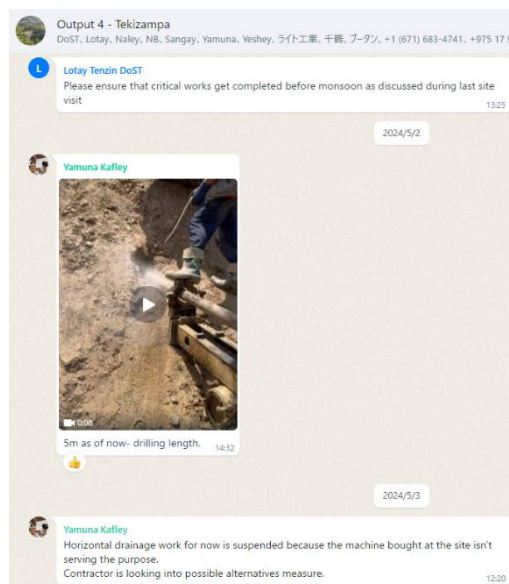 Output 4 - Tekizampa
DoST, Lotay, Naley, NB, Sangay, Yamuna, Yeshey, ライト工業, 千鶴, ブータン, +1 (671) 683-4741, +975 17 9
L
Lotay Tenzin DoST
Please ensure that critical works get completed before monsoon as discussed during last site
visit
13:25
2024/5/2
Yamuna Kafley
0:08
5m as of now- drilling length.
14:32
2024/5/3
Yamuna Kafley
Horizontal drainage work for now is suspended because the machine bought at the site isn't
serving the purpose.
Contractor is looking into possible alternatives measure.
12:20